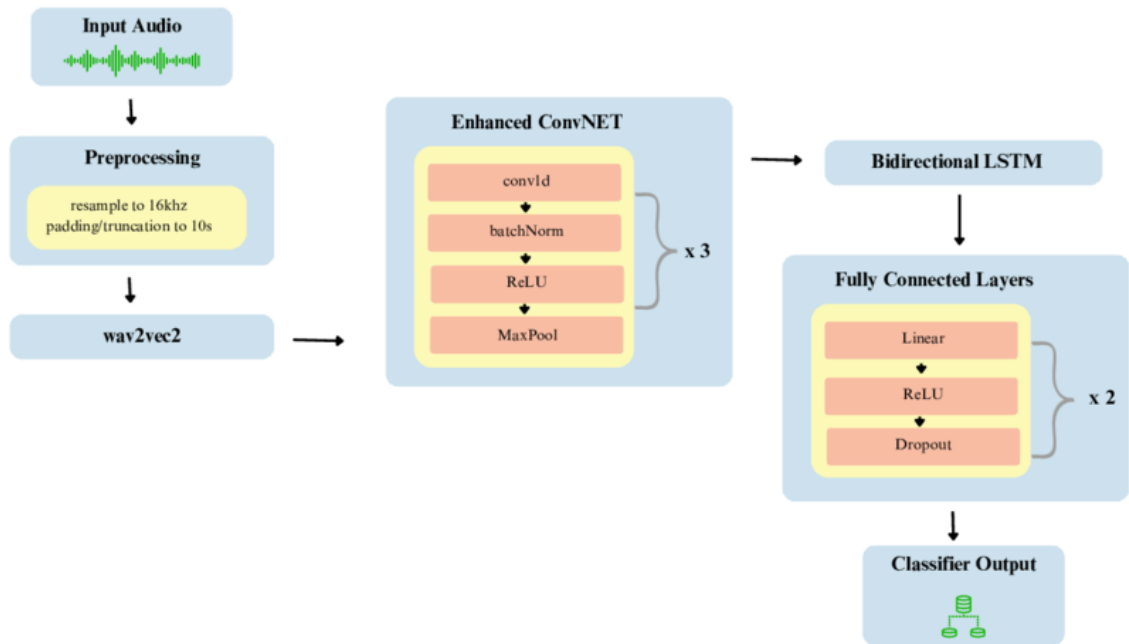 Input Audio
Preprocessing
resample to 16khz
padding/truncation to 10s
wav2vec2
Enhanced ConvNET
conv1d
batchNorm
ReLU
MaxPool
x 3
Bidirectional LSTM
Fully Connected Layers
Linear
ReLU
Dropout
x 2
Classifier Output